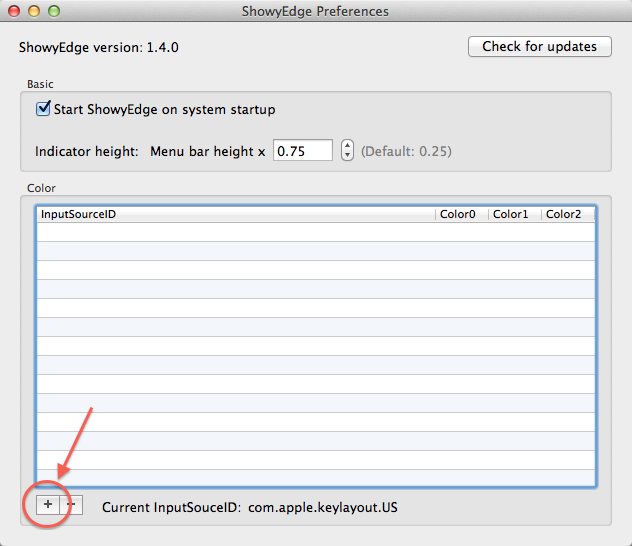 ShowyEdge Preferences
ShowyEdge version: 1.4.0 Check for updates
Basic
Start ShowyEdge on system startup
Indicator height: Menu bar height x 0.75 (Default: 0.25)
Color
InputSourceID Color0 Color1 Color2
+ − Current InputSouceID: com.apple.keylayout.US